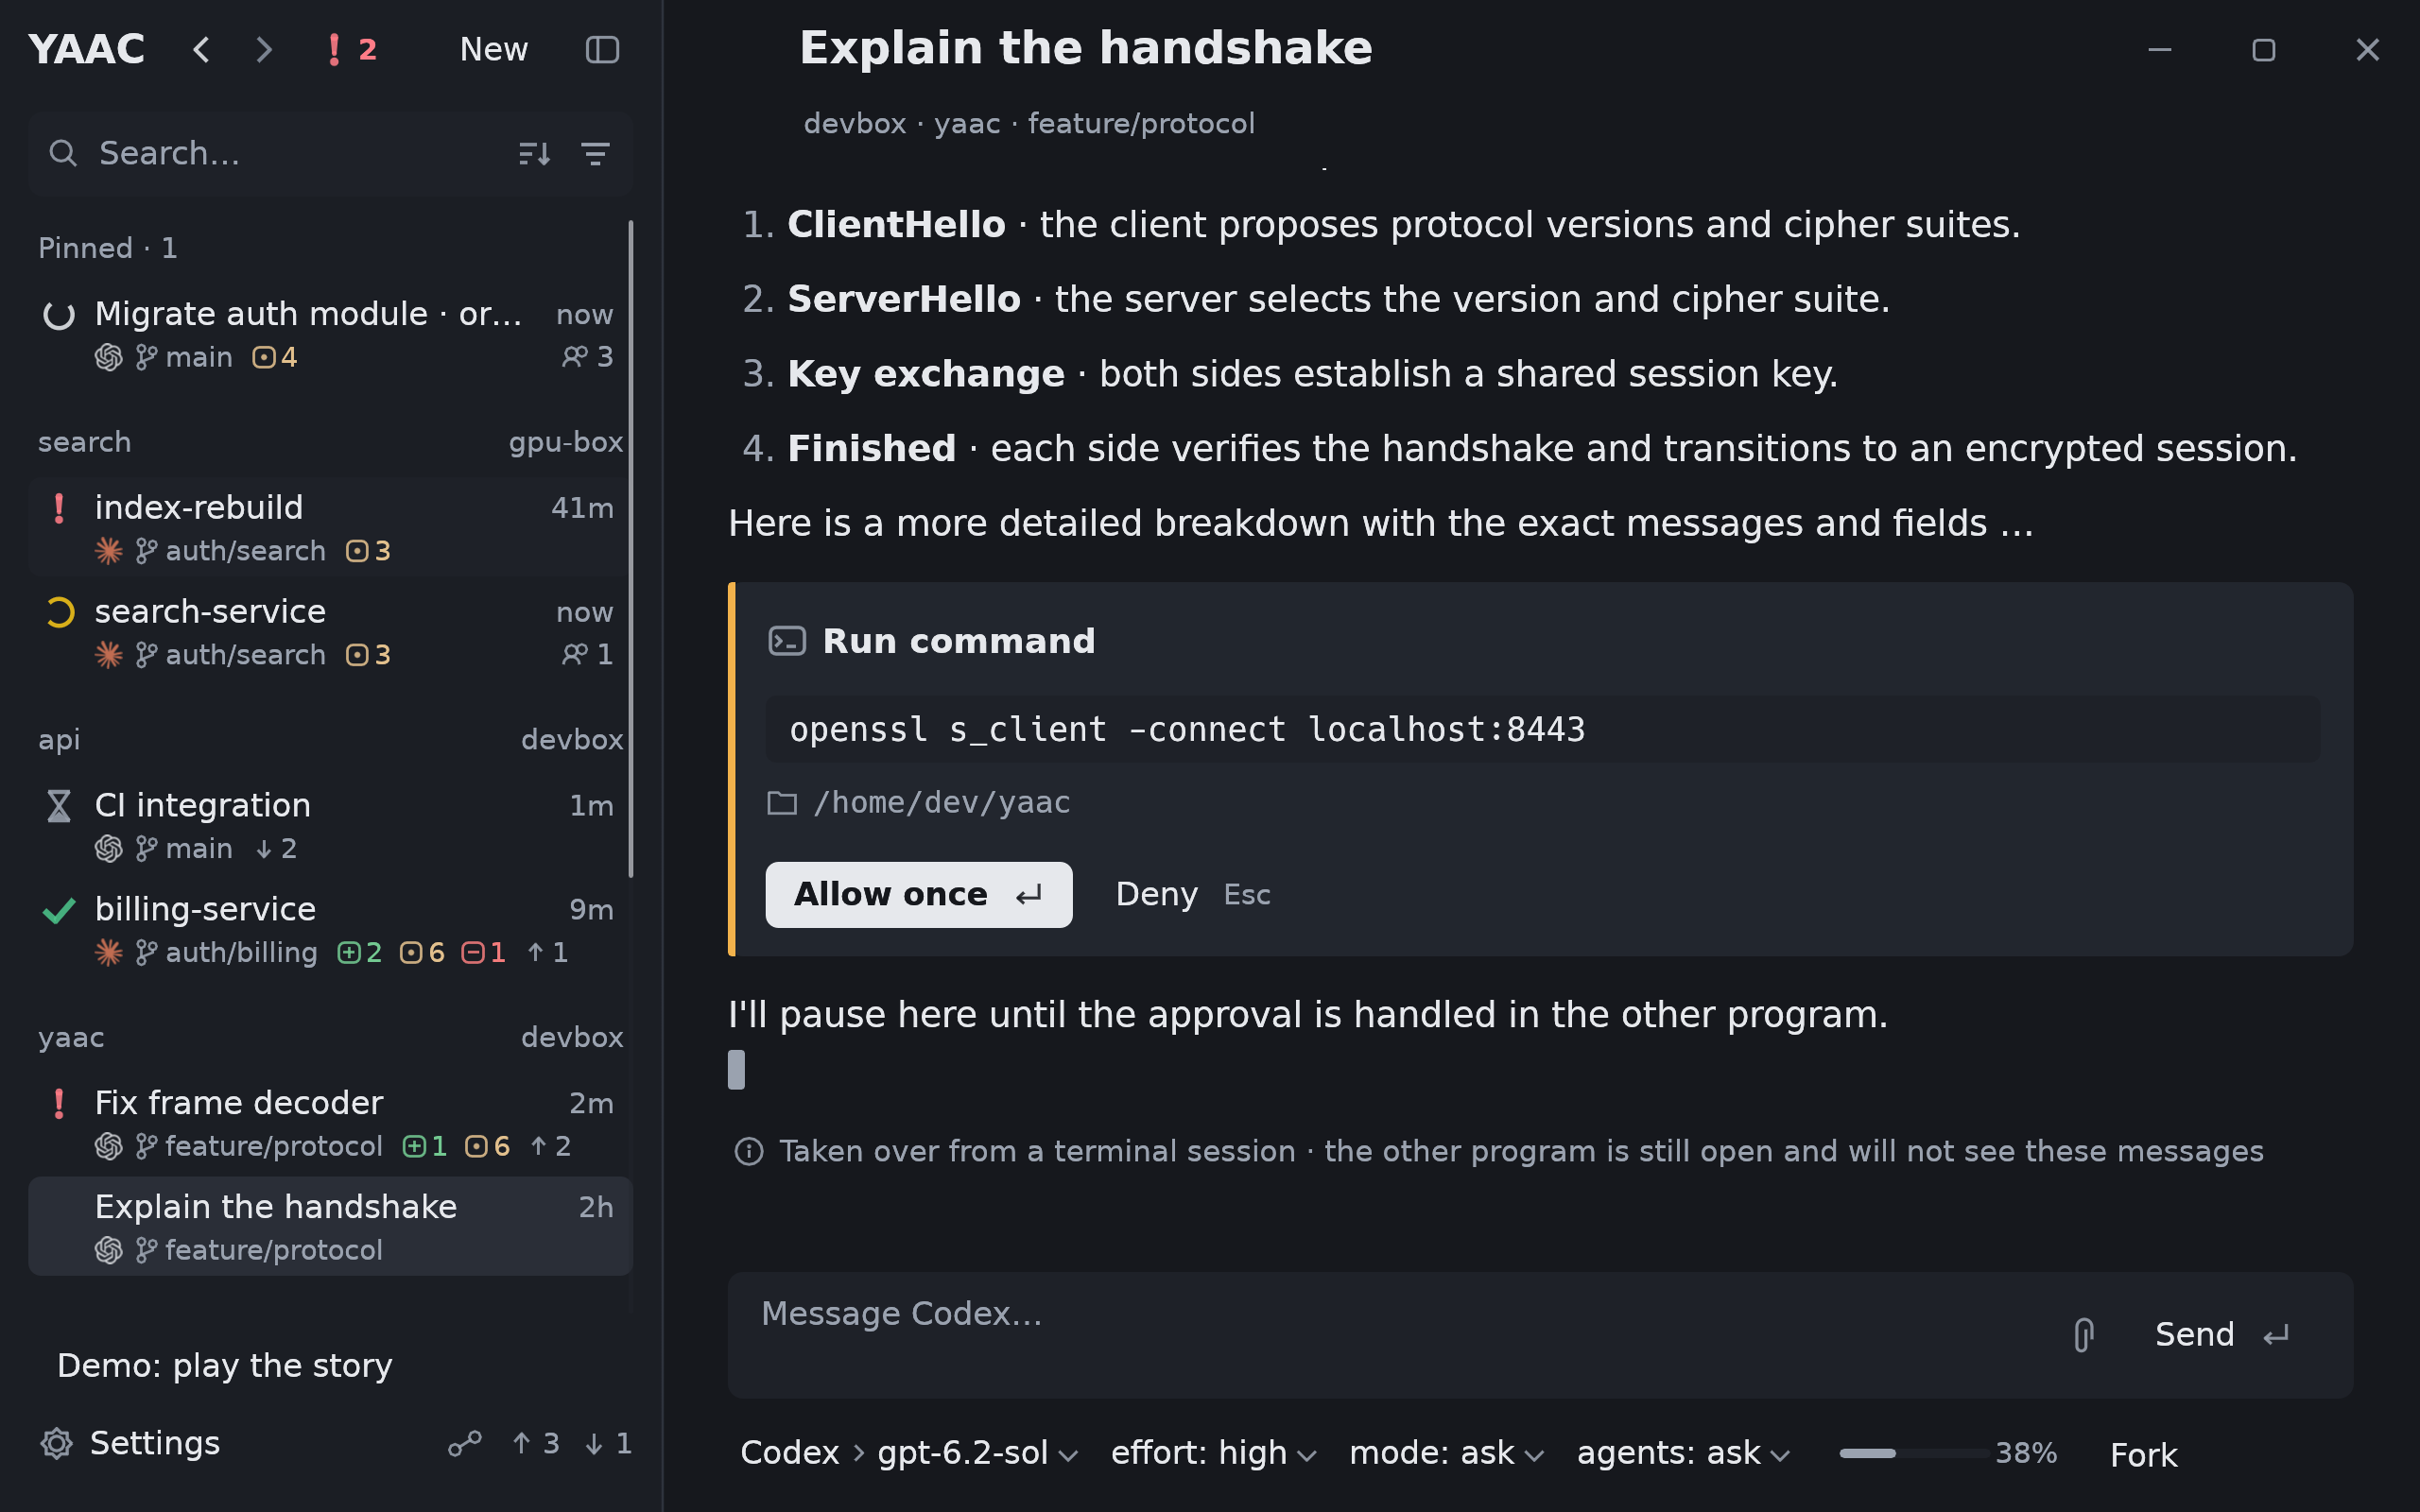 YAAC 2 New
Search...
Pinned · 1
Migrate auth module · or... now
main 4 3
search gpu-box
index-rebuild 41m
auth/search 3
search-service now
auth/search 3 1
api devbox
CI integration 1m
main ↓ 2
billing-service 9m
auth/billing 2 6 1 ↑ 1
yaac devbox
Fix frame decoder 2m
feature/protocol 1 6 ↑ 2
Explain the handshake 2h
feature/protocol
Demo: play the story
Settings ↑ 3 ↓ 1
Explain the handshake
devbox · yaac · feature/protocol
1. ClientHello · the client proposes protocol versions and cipher suites.
2. ServerHello · the server selects the version and cipher suite.
3. Key exchange · both sides establish a shared session key.
4. Finished · each side verifies the handshake and transitions to an encrypted session.
Here is a more detailed breakdown with the exact messages and fields ...
Run command
openssl s_client -connect localhost:8443
/home/dev/yaac
Allow once ↵ Deny Esc
I'll pause here until the approval is handled in the other program.
Taken over from a terminal session · the other program is still open and will not see these messages
Message Codex...
Send ↵
Codex > gpt-6.2-sol effort: high mode: ask agents: ask 38% Fork